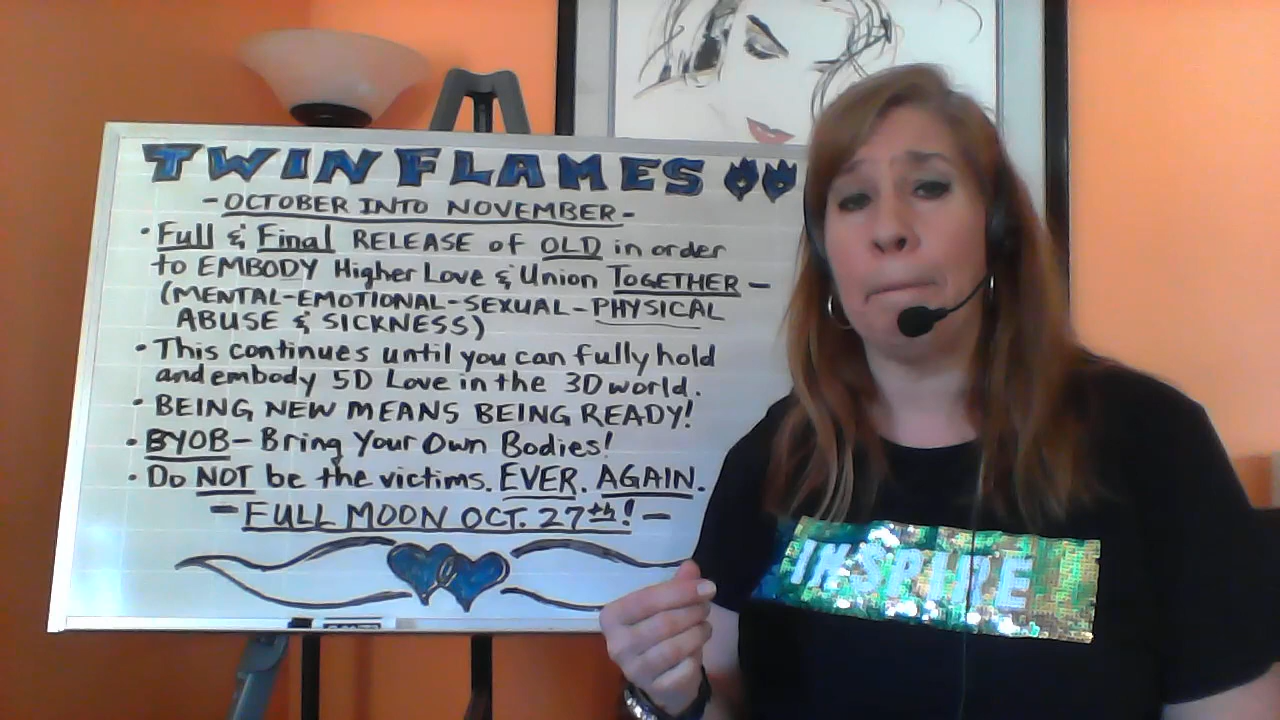 TWIN FLAMES
- OCTOBER INTO NOVEMBER -
• Full & Final RELEASE of OLD in order
to EMBODY Higher Love & Union TOGETHER -
(MENTAL-EMOTIONAL-SEXUAL-PHYSICAL
ABUSE & SICKNESS)
• This continues until you can fully hold
and embody 5D Love in the 3D world.
• BEING NEW MEANS BEING READY!
• BYOB - Bring Your Own Bodies!
• Do NOT be the victims. EVER. AGAIN.
- FULL MOON OCT. 27th! -
INSPIRE